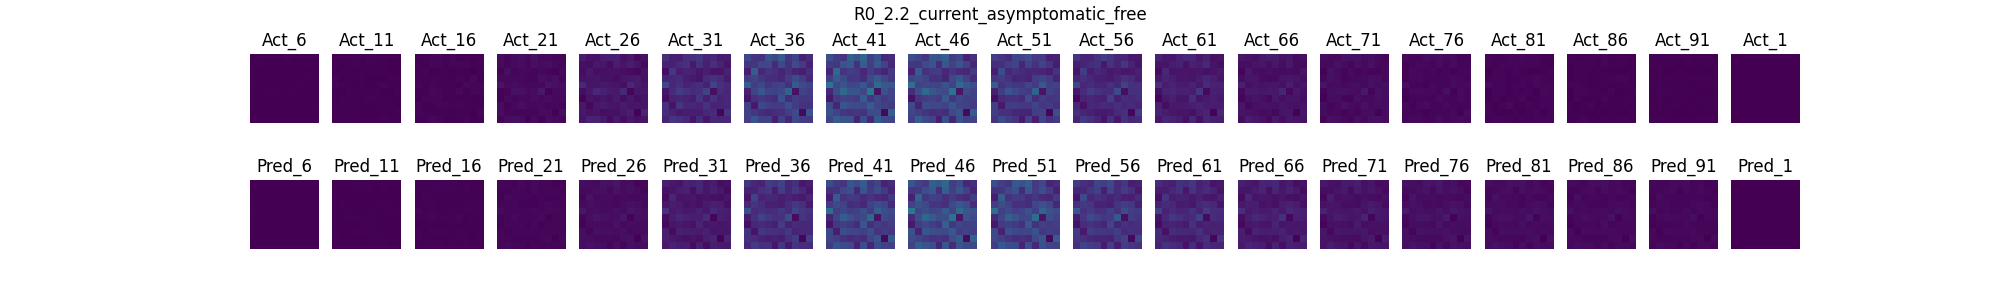 R0_2.2_current_asymptomatic_free
Act_6 Act_11 Act_16 Act_21 Act_26 Act_31 Act_36 Act_41 Act_46 Act_51 Act_56 Act_61 Act_66 Act_71 Act_76 Act_81 Act_86 Act_91 Act_1
Pred_6 Pred_11 Pred_16 Pred_21 Pred_26 Pred_31 Pred_36 Pred_41 Pred_46 Pred_51 Pred_56 Pred_61 Pred_66 Pred_71 Pred_76 Pred_81 Pred_86 Pred_91 Pred_1